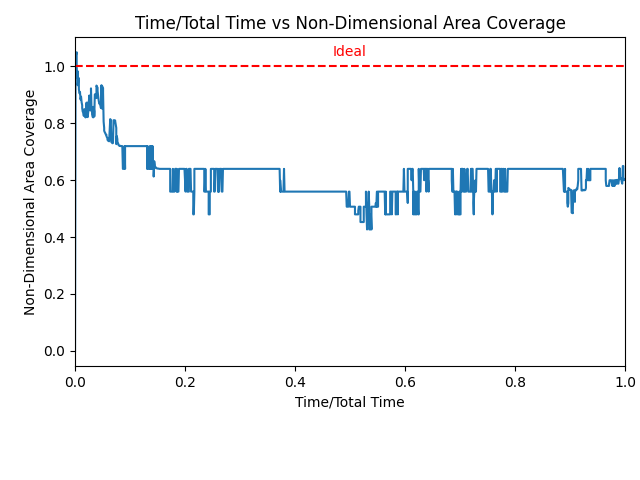 Time/Total Time vs Non-Dimensional Area Coverage
Ideal
1.0
0.8
0.6
0.4
0.2
0.0
Non-Dimensional Area Coverage
0.0 0.2 0.4 0.6 0.8 1.0
Time/Total Time